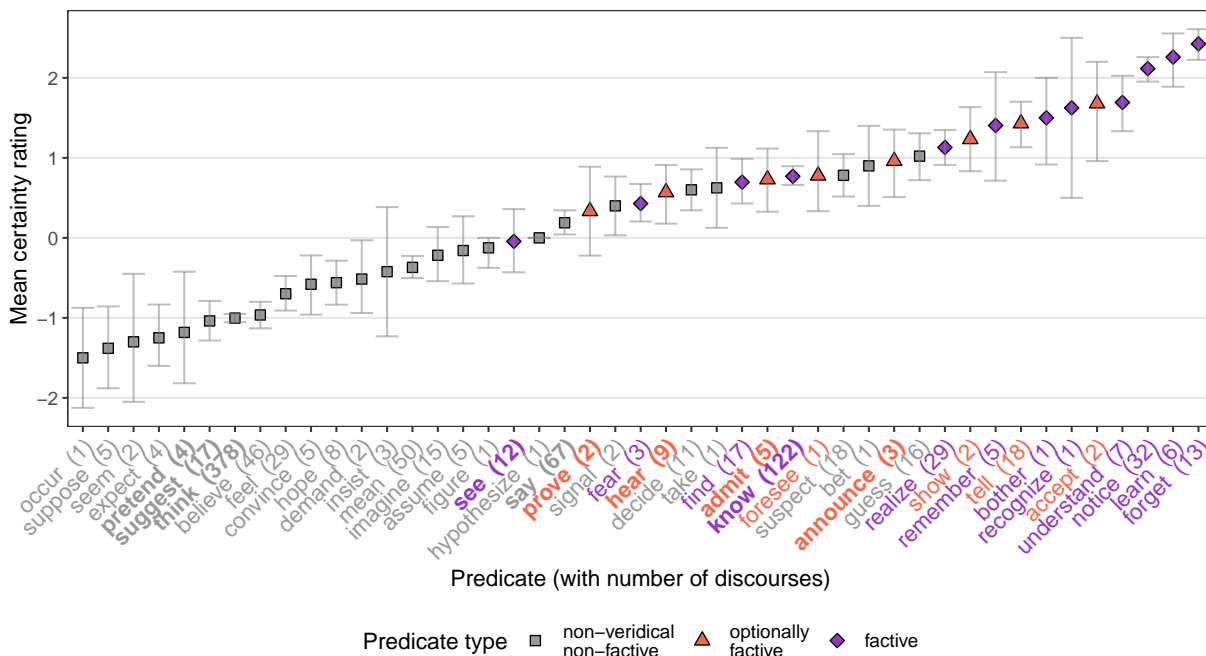 Mean certainty rating
2
1
0
−1
−2
occur (1)
suppose (5)
seem (2)
expect (4)
pretend (4)
suggest (17)
think (378)
believe (46)
feel (29)
convince (5)
hope (8)
demand (2)
insist (3)
mean (50)
imagine (15)
assume (5)
figure (1)
see (12)
hypothesize (1)
say (67)
prove (2)
signal (2)
fear (3)
hear (9)
decide (11)
take (1)
find (17)
admit (5)
know (122)
foresee (1)
suspect (18)
bet (1)
announce (3)
guess (16)
realize (29)
show (2)
remember (5)
tell (18)
bother (1)
recognize (1)
accept (2)
understand (7)
notice (32)
learn (6)
forget (13)
Predicate (with number of discourses)
Predicate type
non−veridical
non−factive
optionally
factive
factive